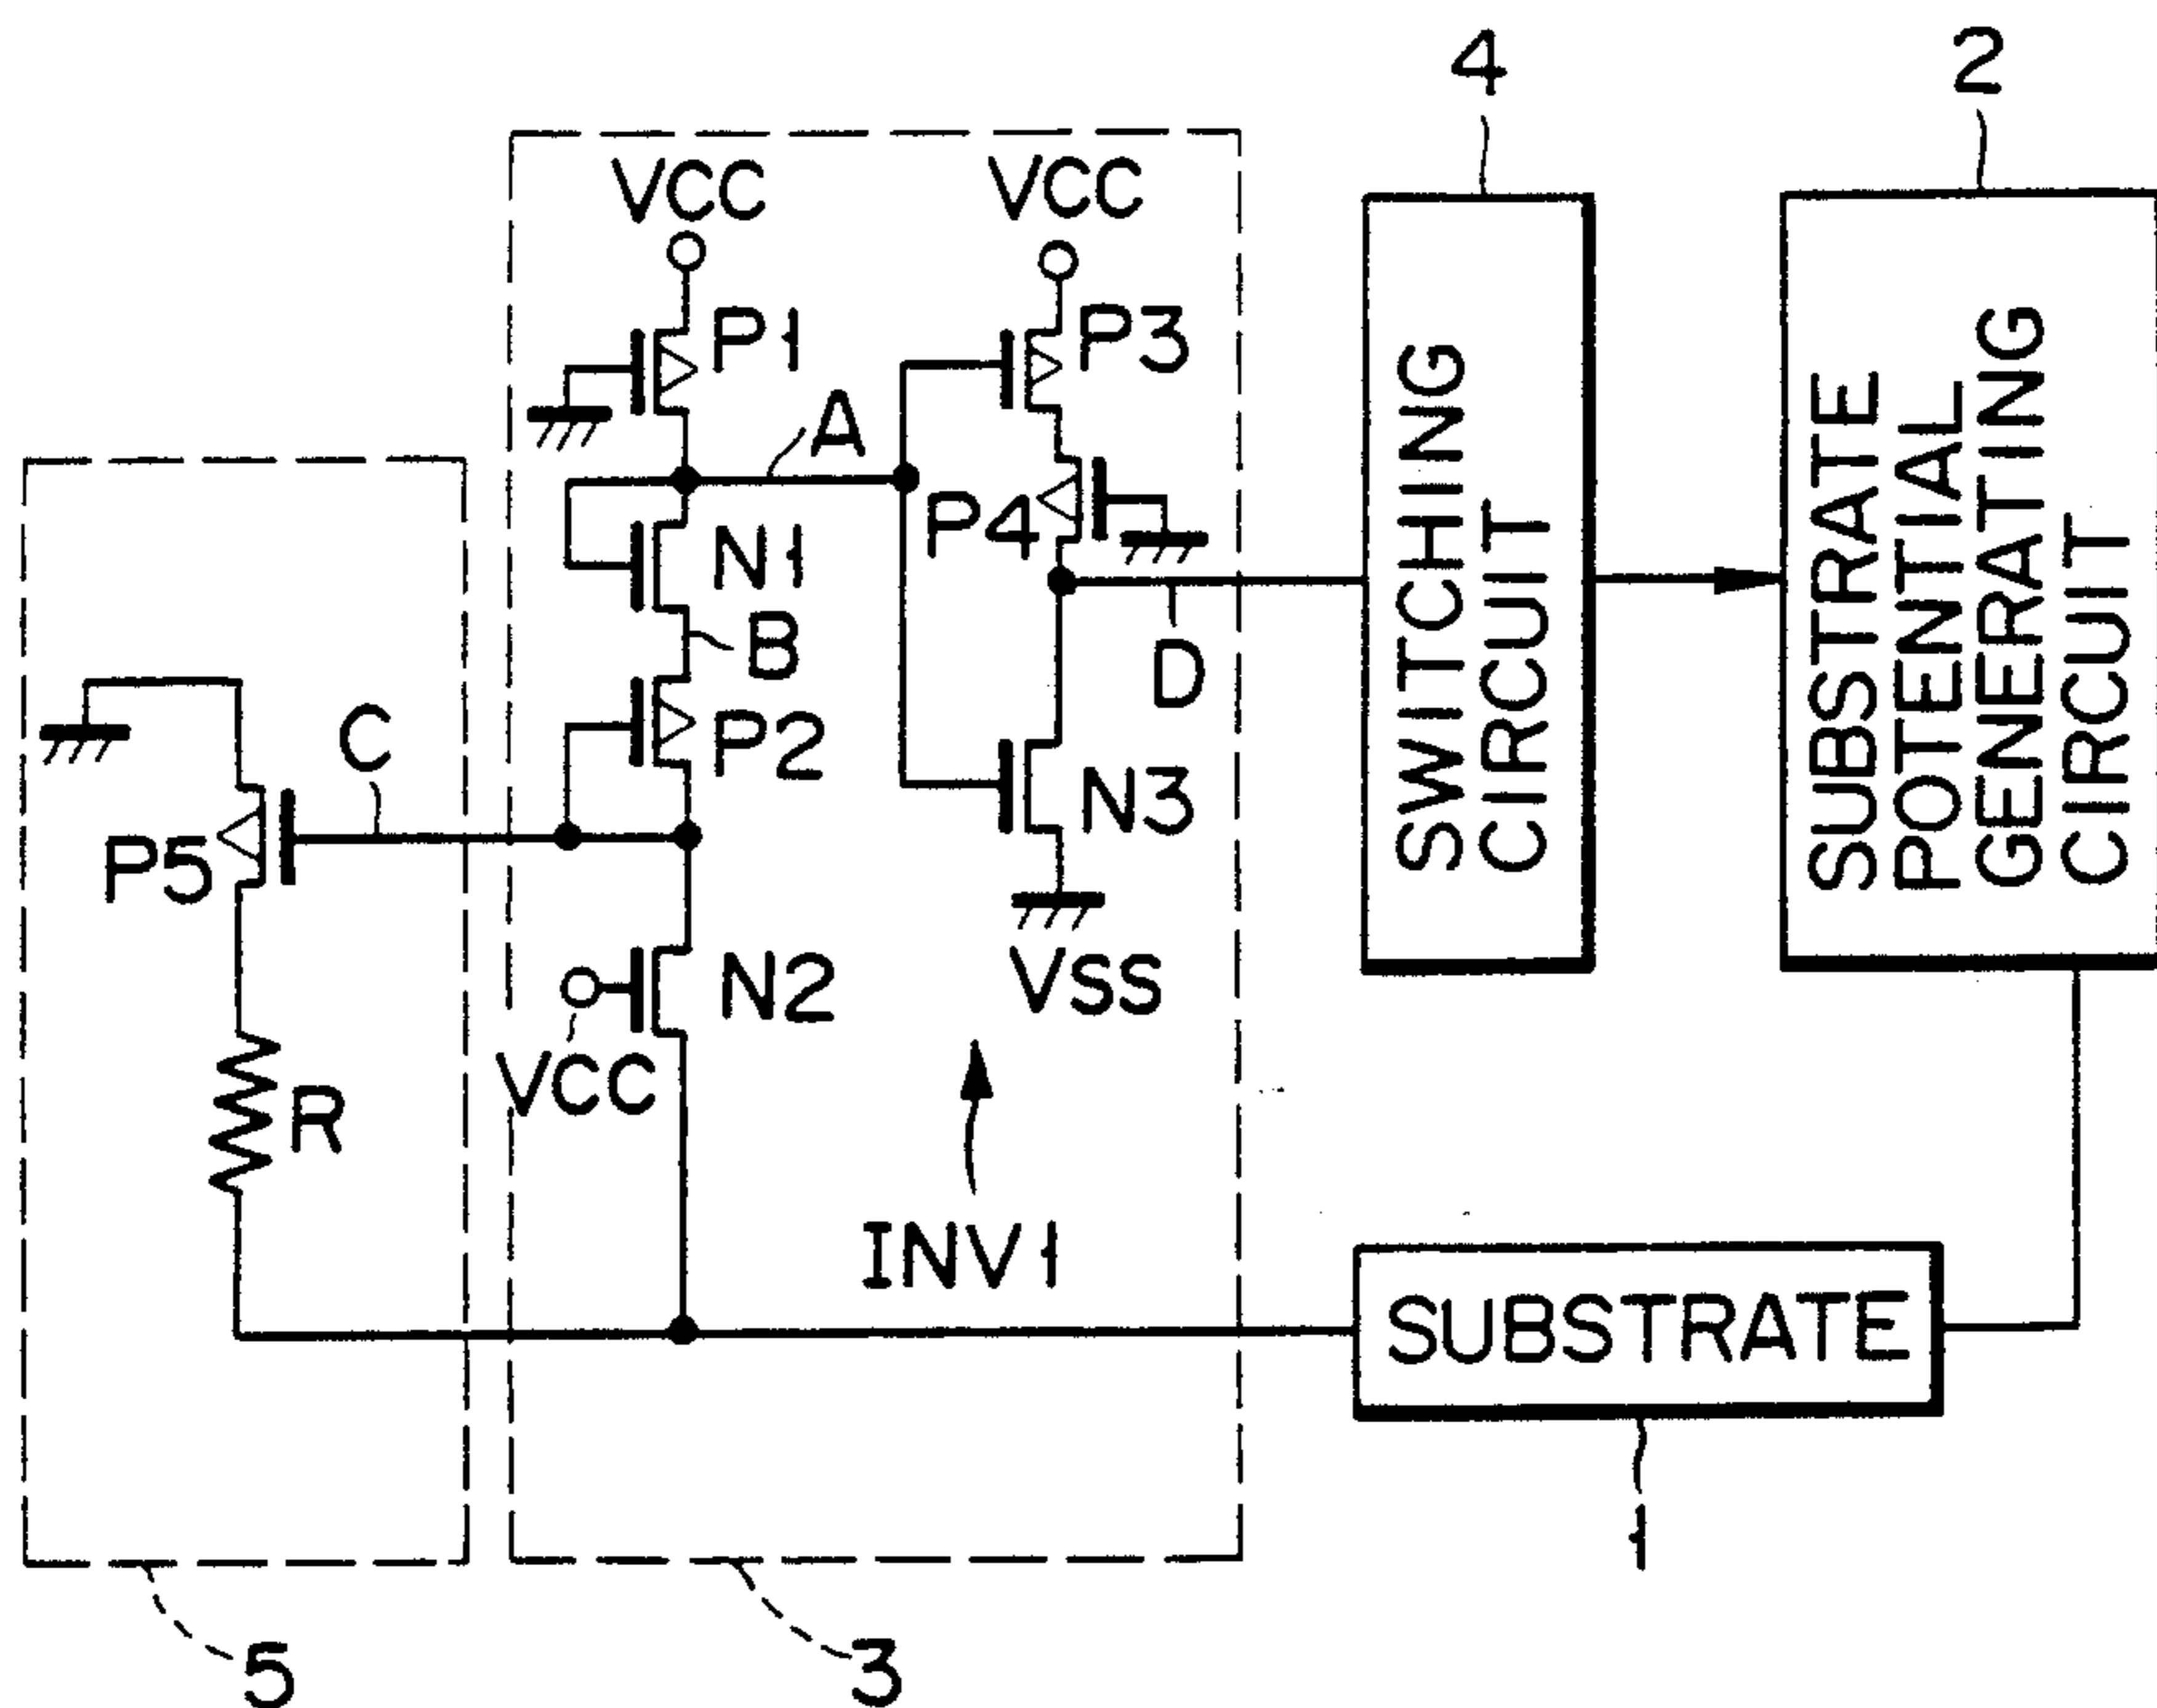 4
2
VCC
VCC
P1
P3
A
P4
N1
B
D
C
P2
P5
N3
N2
VSS
VCC
R
INV1
SWITCHING
CIRCUIT
SUBSTRATE
POTENTIAL
GENERATING
CIRCUIT
SUBSTRATE
1
5
3